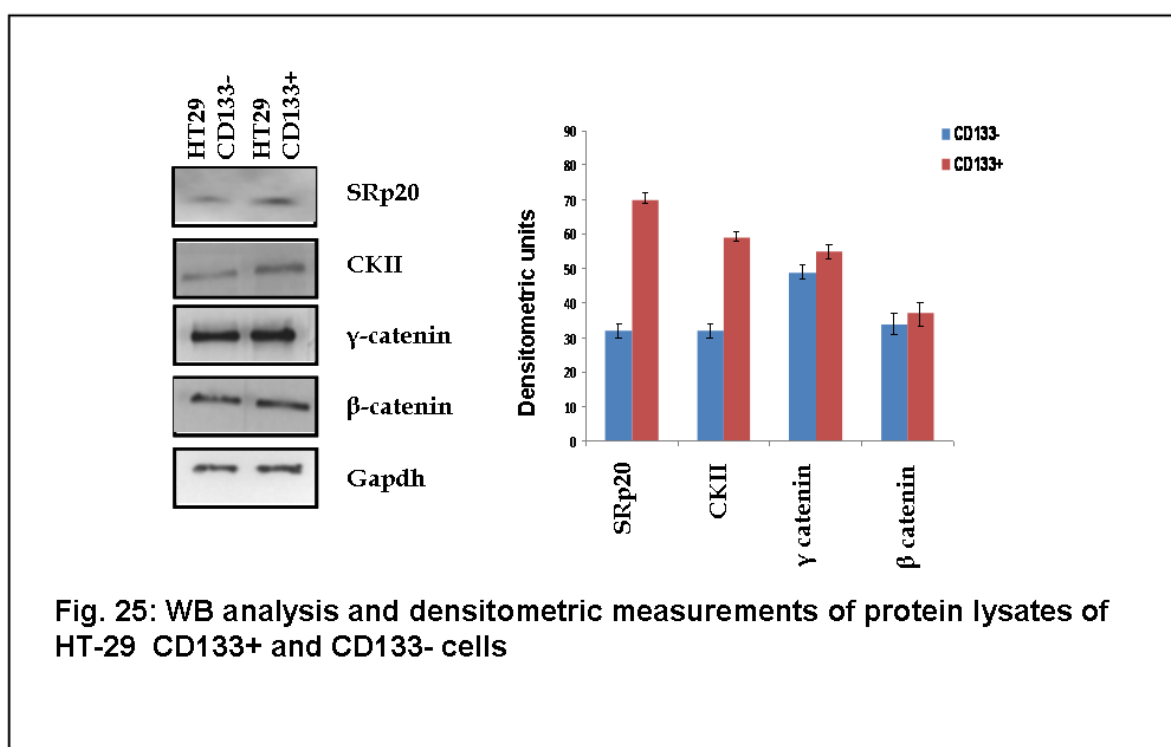 HT29
CD133-
HT29
CD133+
SRp20
CKII
γ-catenin
β-catenin
Gapdh
Densitometric units
90
80
70
60
50
40
30
20
10
0
CD133-
CD133+
SRp20
CKII
γ catenin
β catenin
Fig. 25: WB analysis and densitometric measurements of protein lysates of
HT-29 CD133+ and CD133- cells